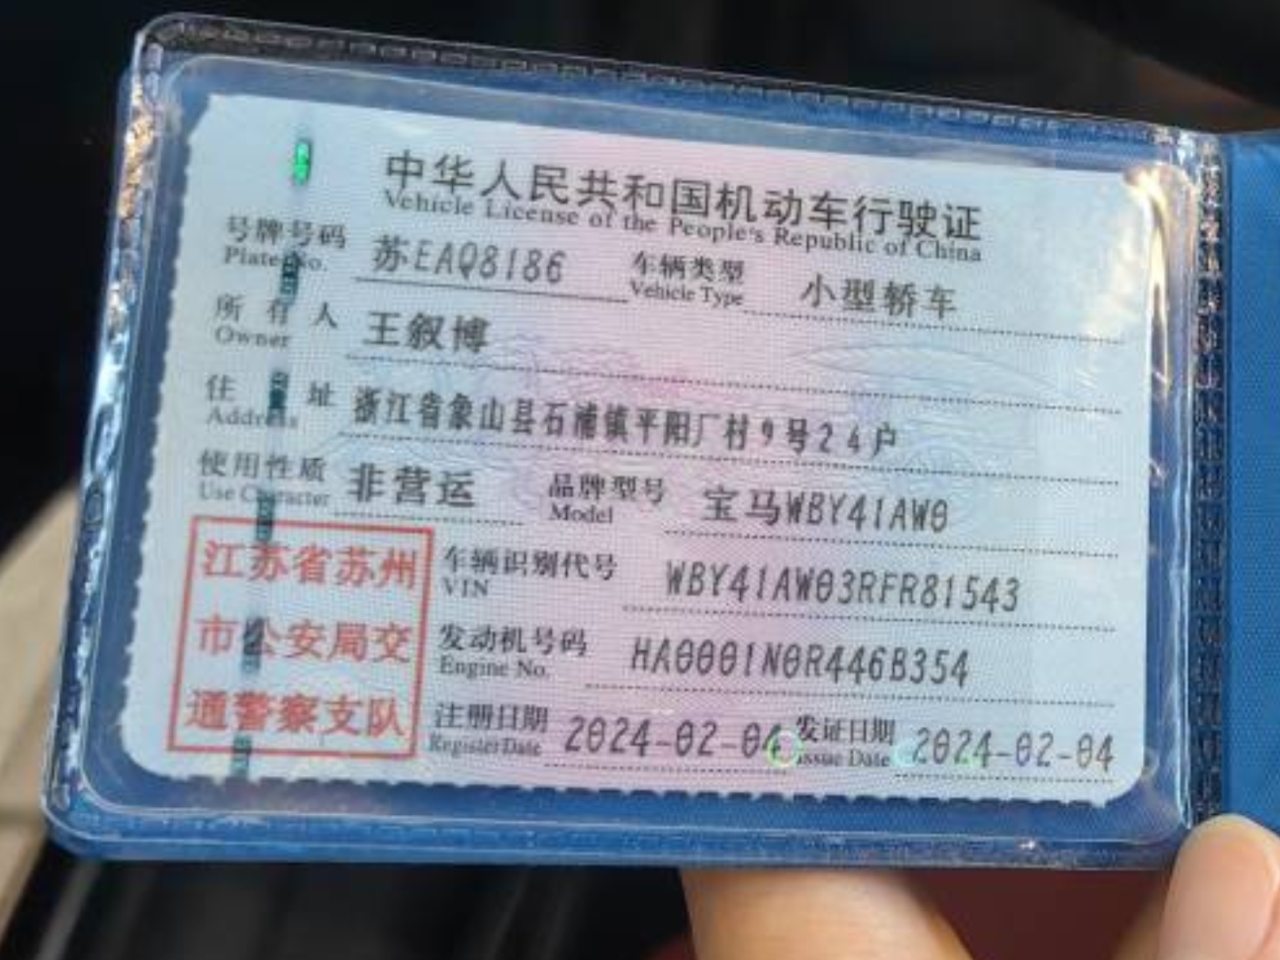 中华人民共和国机动车行驶证
Vehicle License of the People's Republic of China
号牌号码 苏EAQ8186 车辆类型 小型轿车
Plate No. Vehicle Type
所有人 王叙博
Owner
住址 浙江省象山县石浦镇平阳厂村9号24户
Address
使用性质 非营运 品牌型号 宝马WBY41AW0
Use Character Model
江苏省苏州
市公安局交
通警察支队
车辆识别代号 WBY41AW03RFR81543
VIN
发动机号码 HA0001N0R446B354
Engine No.
注册日期 2024-02-04 发证日期 2024-02-04
Register Date Issue Date